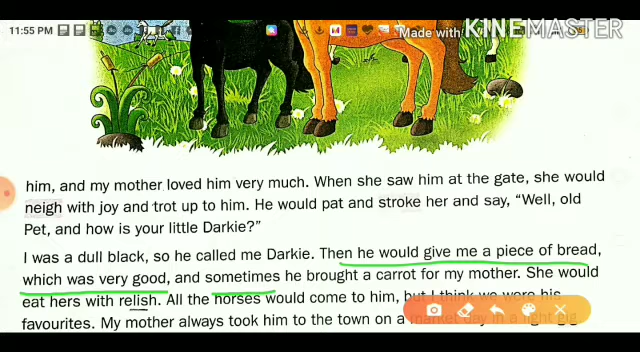 11:55 PM
Made with KINEMASTER
him, and my mother loved him very much. When she saw him at the gate, she would
neigh with joy and trot up to him. He would pat and stroke her and say, “Well, old
Pet, and how is your little Darkie?”
I was a dull black, so he called me Darkie. Then he would give me a piece of bread,
which was very good, and sometimes he brought a carrot for my mother. She would
eat hers with relish. All the horses would come to him, but I think we were his
favourites. My mother always took him to the town on a market day in a light gig